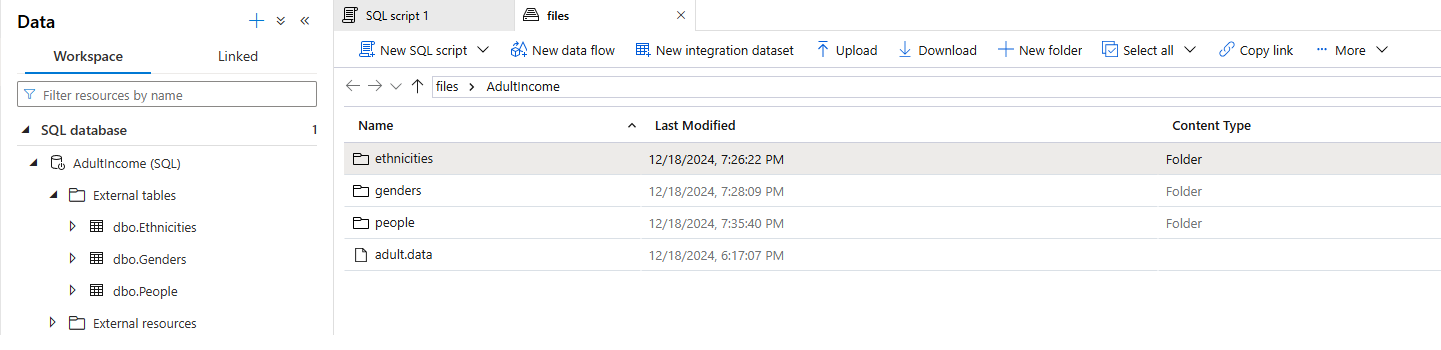 Data
Workspace Linked
Filter resources by name
SQL database 1
AdultIncome (SQL)
External tables
dbo.Ethnicities
dbo.Genders
dbo.People
External resources
SQL script 1 files
New SQL script New data flow New integration dataset Upload Download New folder Select all Copy link More
files AdultIncome
Name Last Modified Content Type
ethnicities 12/18/2024, 7:26:22 PM Folder
genders 12/18/2024, 7:28:09 PM Folder
people 12/18/2024, 7:35:40 PM Folder
adult.data 12/18/2024, 6:17:07 PM